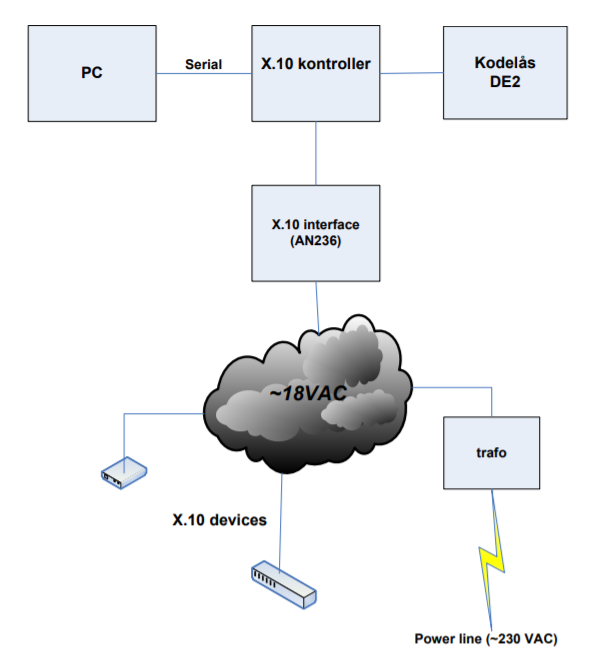 PC
Serial
X.10 kontroller
Kodelås
DE2
X.10 interface
(AN236)
~18VAC
trafo
X.10 devices
Power line (~230 VAC)